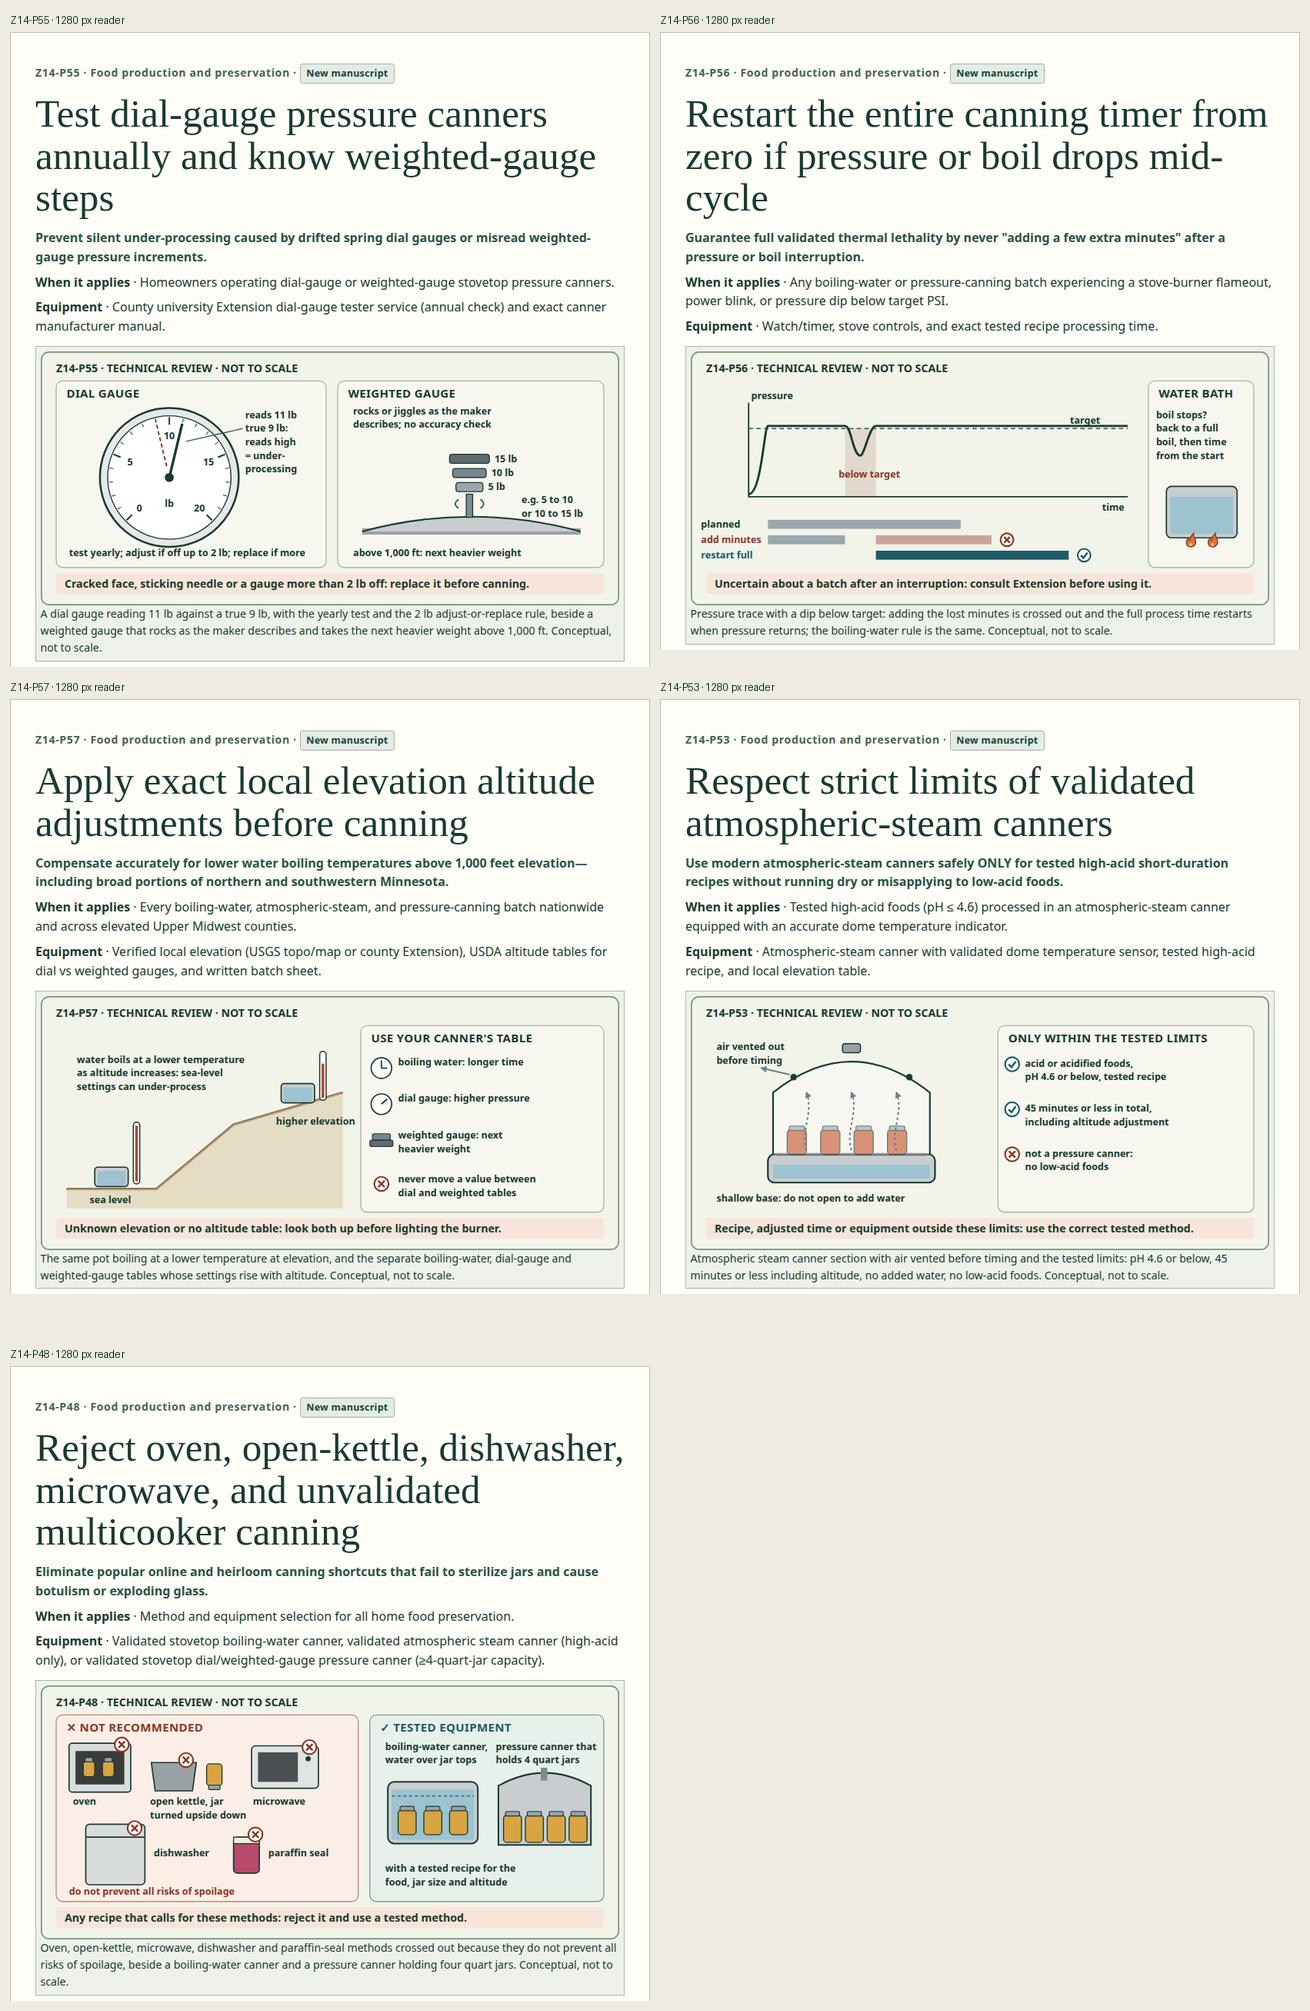 Z14-P55 · 1280 px reader
Z14-P55 · Food production and preservation · New manuscript
Test dial-gauge pressure canners
annually and know weighted-gauge
steps
Prevent silent under-processing caused by drifted spring dial gauges or misread weighted-
gauge pressure increments.
When it applies · Homeowners operating dial-gauge or weighted-gauge stovetop pressure canners.
Equipment · County university Extension dial-gauge tester service (annual check) and exact canner
manufacturer manual.
Z14-P55 · TECHNICAL REVIEW · NOT TO SCALE
DIAL GAUGE
reads 11 lb
true 9 lb:
reads high
= under-
processing
10
5
15
lb
0
20
test yearly; adjust if off up to 2 lb; replace if more
WEIGHTED GAUGE
rocks or jiggles as the maker
describes; no accuracy check
15 lb
10 lb
5 lb
e.g. 5 to 10
or 10 to 15 lb
above 1,000 ft: next heavier weight
Cracked face, sticking needle or a gauge more than 2 lb off: replace it before canning.
A dial gauge reading 11 lb against a true 9 lb, with the yearly test and the 2 lb adjust-or-replace rule, beside a
weighted gauge that rocks as the maker describes and takes the next heavier weight above 1,000 ft. Conceptual,
not to scale.
Z14-P56 · 1280 px reader
Z14-P56 · Food production and preservation · New manuscript
Restart the entire canning timer from
zero if pressure or boil drops mid-
cycle
Guarantee full validated thermal lethality by never "adding a few extra minutes" after a
pressure or boil interruption.
When it applies · Any boiling-water or pressure-canning batch experiencing a stove-burner flameout,
power blink, or pressure dip below target PSI.
Equipment · Watch/timer, stove controls, and exact tested recipe processing time.
Z14-P56 · TECHNICAL REVIEW · NOT TO SCALE
pressure
target
below target
time
planned
add minutes
restart full
WATER BATH
boil stops?
back to a full
boil, then time
from the start
Uncertain about a batch after an interruption: consult Extension before using it.
Pressure trace with a dip below target: adding the lost minutes is crossed out and the full process time restarts
when pressure returns; the boiling-water rule is the same. Conceptual, not to scale.
Z14-P57 · 1280 px reader
Z14-P57 · Food production and preservation · New manuscript
Apply exact local elevation altitude
adjustments before canning
Compensate accurately for lower water boiling temperatures above 1,000 feet elevation—
including broad portions of northern and southwestern Minnesota.
When it applies · Every boiling-water, atmospheric-steam, and pressure-canning batch nationwide
and across elevated Upper Midwest counties.
Equipment · Verified local elevation (USGS topo/map or county Extension), USDA altitude tables for
dial vs weighted gauges, and written batch sheet.
Z14-P57 · TECHNICAL REVIEW · NOT TO SCALE
water boils at a lower temperature
as altitude increases: sea-level
settings can under-process
higher elevation
sea level
USE YOUR CANNER'S TABLE
boiling water: longer time
dial gauge: higher pressure
weighted gauge: next
heavier weight
never move a value between
dial and weighted tables
Unknown elevation or no altitude table: look both up before lighting the burner.
The same pot boiling at a lower temperature at elevation, and the separate boiling-water, dial-gauge and
weighted-gauge tables whose settings rise with altitude. Conceptual, not to scale.
Z14-P53 · 1280 px reader
Z14-P53 · Food production and preservation · New manuscript
Respect strict limits of validated
atmospheric-steam canners
Use modern atmospheric-steam canners safely ONLY for tested high-acid short-duration
recipes without running dry or misapplying to low-acid foods.
When it applies · Tested high-acid foods (pH ≤ 4.6) processed in an atmospheric-steam canner
equipped with an accurate dome temperature indicator.
Equipment · Atmospheric-steam canner with validated dome temperature sensor, tested high-acid
recipe, and local elevation table.
Z14-P53 · TECHNICAL REVIEW · NOT TO SCALE
air vented out
before timing
shallow base: do not open to add water
ONLY WITHIN THE TESTED LIMITS
acid or acidified foods,
pH 4.6 or below, tested recipe
45 minutes or less in total,
including altitude adjustment
not a pressure canner:
no low-acid foods
Recipe, adjusted time or equipment outside these limits: use the correct tested method.
Atmospheric steam canner section with air vented before timing and the tested limits: pH 4.6 or below, 45
minutes or less including altitude, no added water, no low-acid foods. Conceptual, not to scale.
Z14-P48 · 1280 px reader
Z14-P48 · Food production and preservation · New manuscript
Reject oven, open-kettle, dishwasher,
microwave, and unvalidated
multicooker canning
Eliminate popular online and heirloom canning shortcuts that fail to sterilize jars and cause
botulism or exploding glass.
When it applies · Method and equipment selection for all home food preservation.
Equipment · Validated stovetop boiling-water canner, validated atmospheric steam canner (high-acid
only), or validated stovetop dial/weighted-gauge pressure canner (≥4-quart-jar capacity).
Z14-P48 · TECHNICAL REVIEW · NOT TO SCALE
✕ NOT RECOMMENDED
oven
open kettle, jar
turned upside down
microwave
dishwasher
paraffin seal
do not prevent all risks of spoilage
✓ TESTED EQUIPMENT
boiling-water canner,
water over jar tops
pressure canner that
holds 4 quart jars
with a tested recipe for the
food, jar size and altitude
Any recipe that calls for these methods: reject it and use a tested method.
Oven, open-kettle, microwave, dishwasher and paraffin-seal methods crossed out because they do not prevent all
risks of spoilage, beside a boiling-water canner and a pressure canner holding four quart jars. Conceptual, not to
scale.